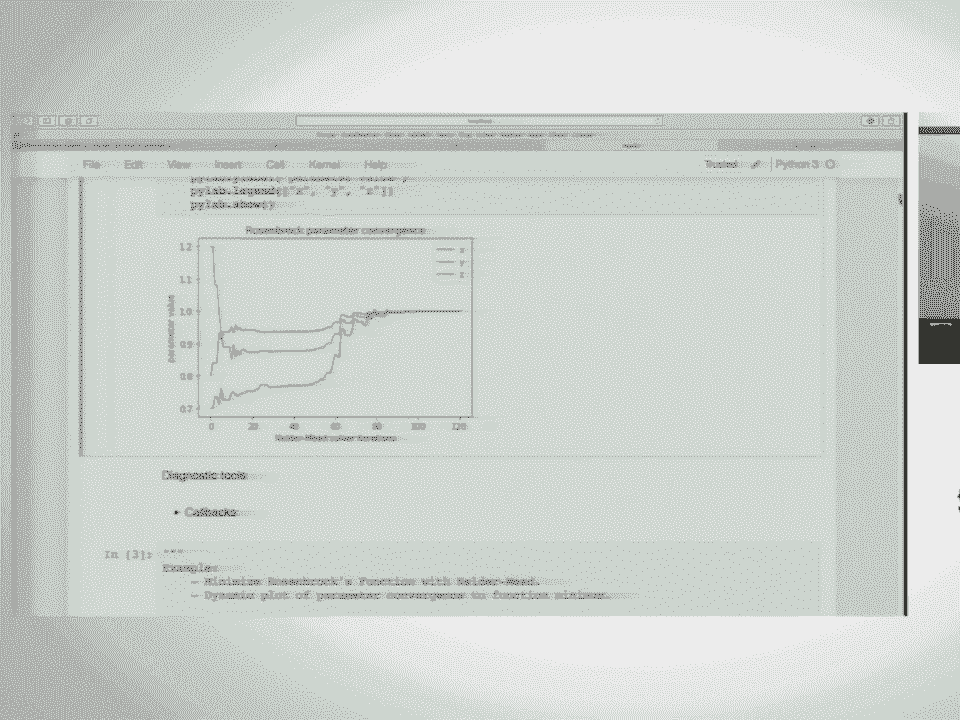 File Edit View Insert Cell Kernel Help Trusted Python 3
pylab.legend(["x", "y", "z"])
pylab.show()
Rosenbrock parameter convergence
x
y
z
1.2
1.1
1.0
0.9
0.8
0.7
parameter value
0 20 40 60 80 100 120
Nelder-Mead solver iterations
Diagnostic tools
• Callbacks
In [3]: """
Example:
- Minimize Rosenbrock's Function with Nelder-Mead.
- Dynamic plot of parameter convergence to function minimum.